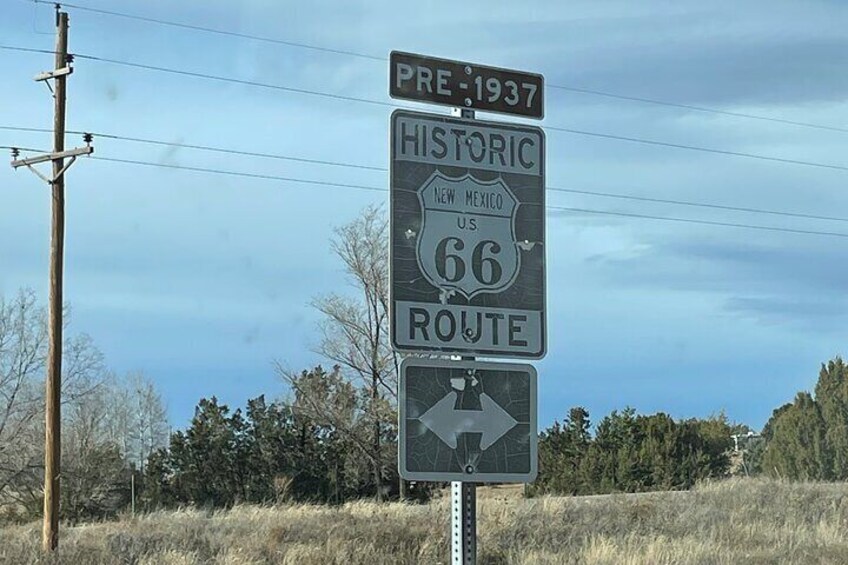 PRE - 1937
HISTORIC
NEW MEXICO
U.S.
66
ROUTE